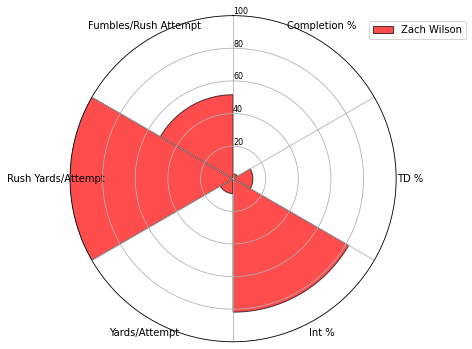 100
Fumbles/Rush Attempt
Completion %
Zach Wilson
80
60
40
20
Rush Yards/Attempt
TD %
Yards/Attempt
Int %